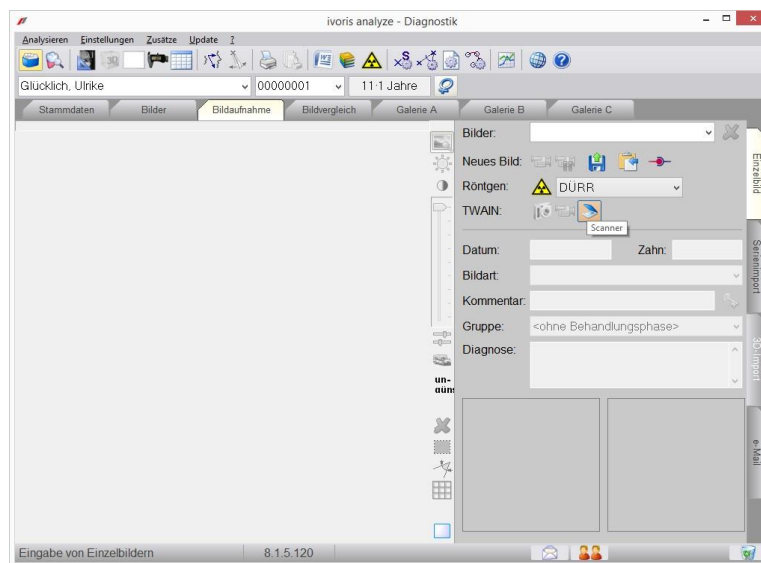 ivoris analyze - Diagnostik
Analysieren Einstellungen Zusätze Update ?
Glücklich, Ulrike 00000001 11·1 Jahre
Stammdaten Bilder Bildaufnahme Bildvergleich Galerie A Galerie B Galerie C
Bilder:
Neues Bild:
Röntgen: DÜRR
TWAIN:
Scanner
Datum: Zahn:
Bildart:
Kommentar:
Gruppe: <ohne Behandlungsphase>
Diagnose:
un-
Einzelbild
Serienimport
3D-Import
e-Mail
Eingabe von Einzelbildern 8.1.5.120